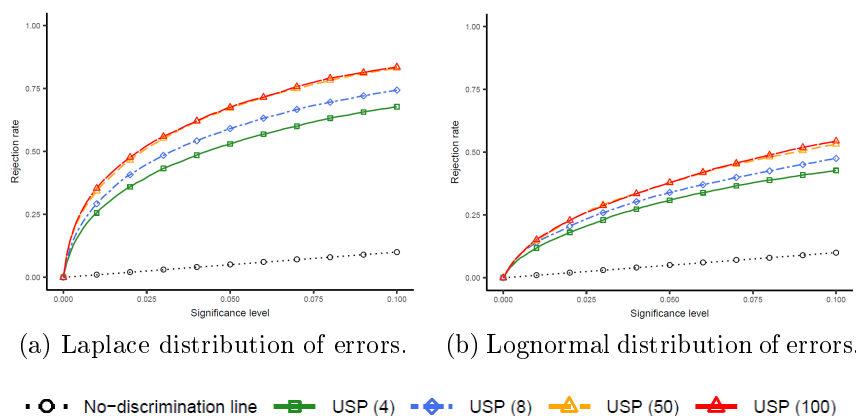 1.00
0.75
0.50
0.25
0.00
Rejection rate
0.000 0.025 0.050 0.075 0.100
Significance level
(a) Laplace distribution of errors.
1.00
0.75
0.50
0.25
0.00
Rejection rate
0.000 0.025 0.050 0.075 0.100
Significance level
(b) Lognormal distribution of errors.
No-discrimination line USP (4) USP (8) USP (50) USP (100)